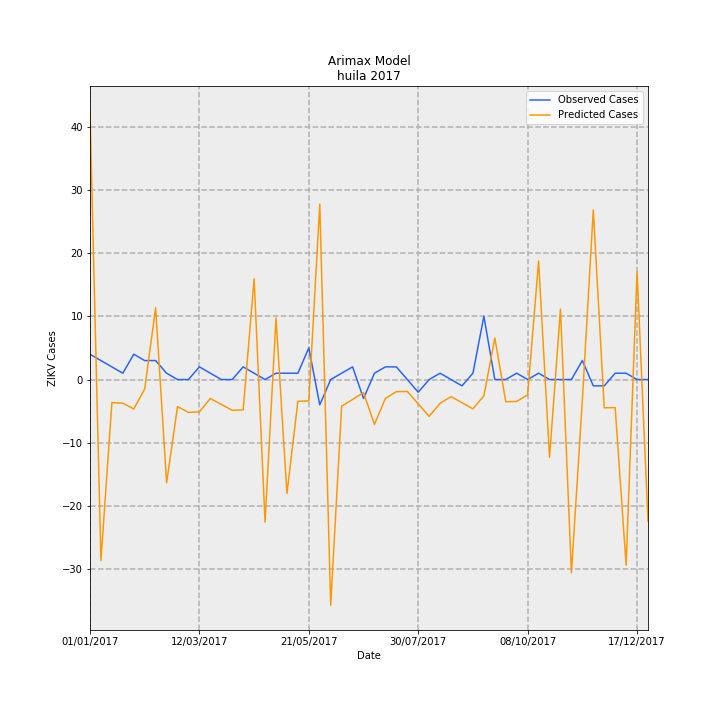 Arimax Model
huila 2017
Observed Cases
Predicted Cases
ZIKV Cases
40
30
20
10
0
−10
−20
−30
01/01/2017
12/03/2017
21/05/2017
30/07/2017
08/10/2017
17/12/2017
Date